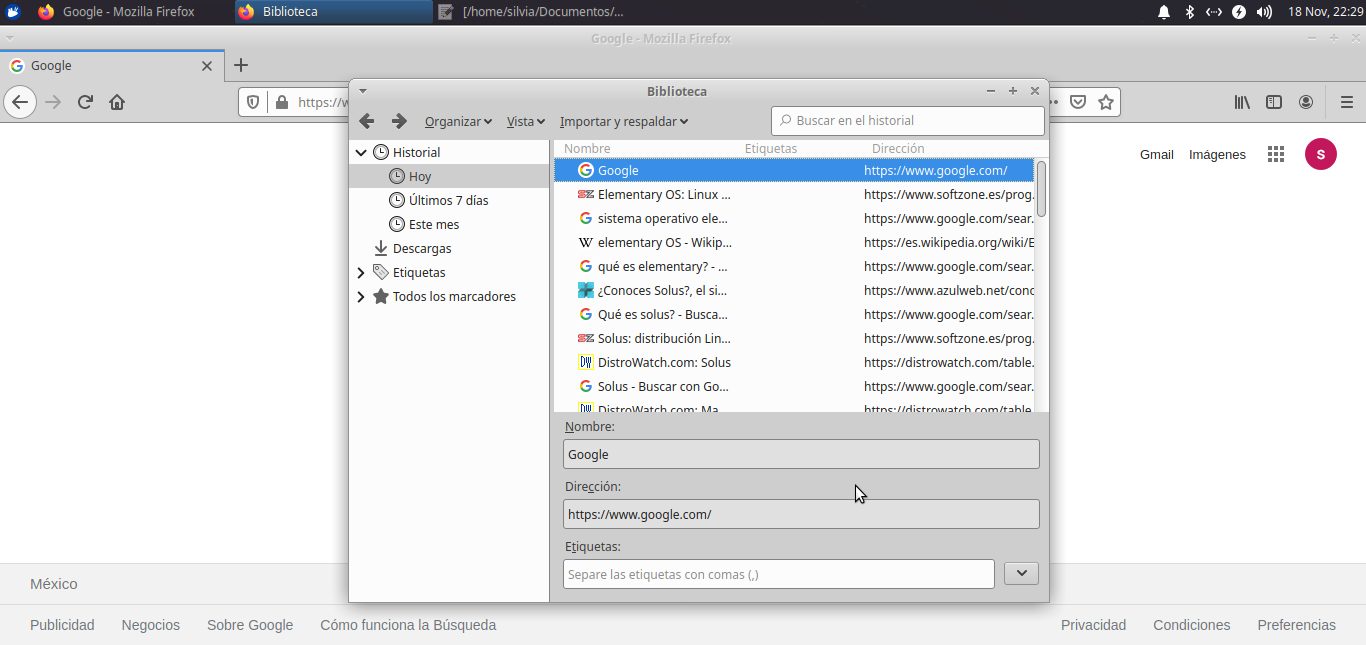 Google - Mozilla Firefox
Biblioteca
[/home/silvia/Documentos/...
18 Nov, 22:29
Google - Mozilla Firefox
Google
https://w
Biblioteca
Organizar
Vista
Importar y respaldar
Buscar en el historial
Gmail
Imágenes
S
Historial
Hoy
Últimos 7 días
Este mes
Descargas
Etiquetas
Todos los marcadores
Nombre Etiquetas Dirección
Google https://www.google.com/
Elementary OS: Linux ... https://www.softzone.es/prog.
sistema operativo ele... https://www.google.com/sear.
W elementary OS - Wikip... https://es.wikipedia.org/wiki/E
qué es elementary? - ... https://www.google.com/sear.
¿Conoces Solus?, el si... https://www.azulweb.net/cono
Qué es solus? - Busca... https://www.google.com/sear.
SZ Solus: distribución Lin... https://www.softzone.es/prog.
DW DistroWatch.com: Solus https://distrowatch.com/table.
Solus - Buscar con Go... https://www.google.com/sear.
DistroWatch.com: Ma... https://distrowatch.com/table
Nombre:
Google
Dirección:
https://www.google.com/
Etiquetas:
Separe las etiquetas con comas (,)
México
Publicidad Negocios Sobre Google Cómo funciona la Búsqueda
Privacidad Condiciones Preferencias